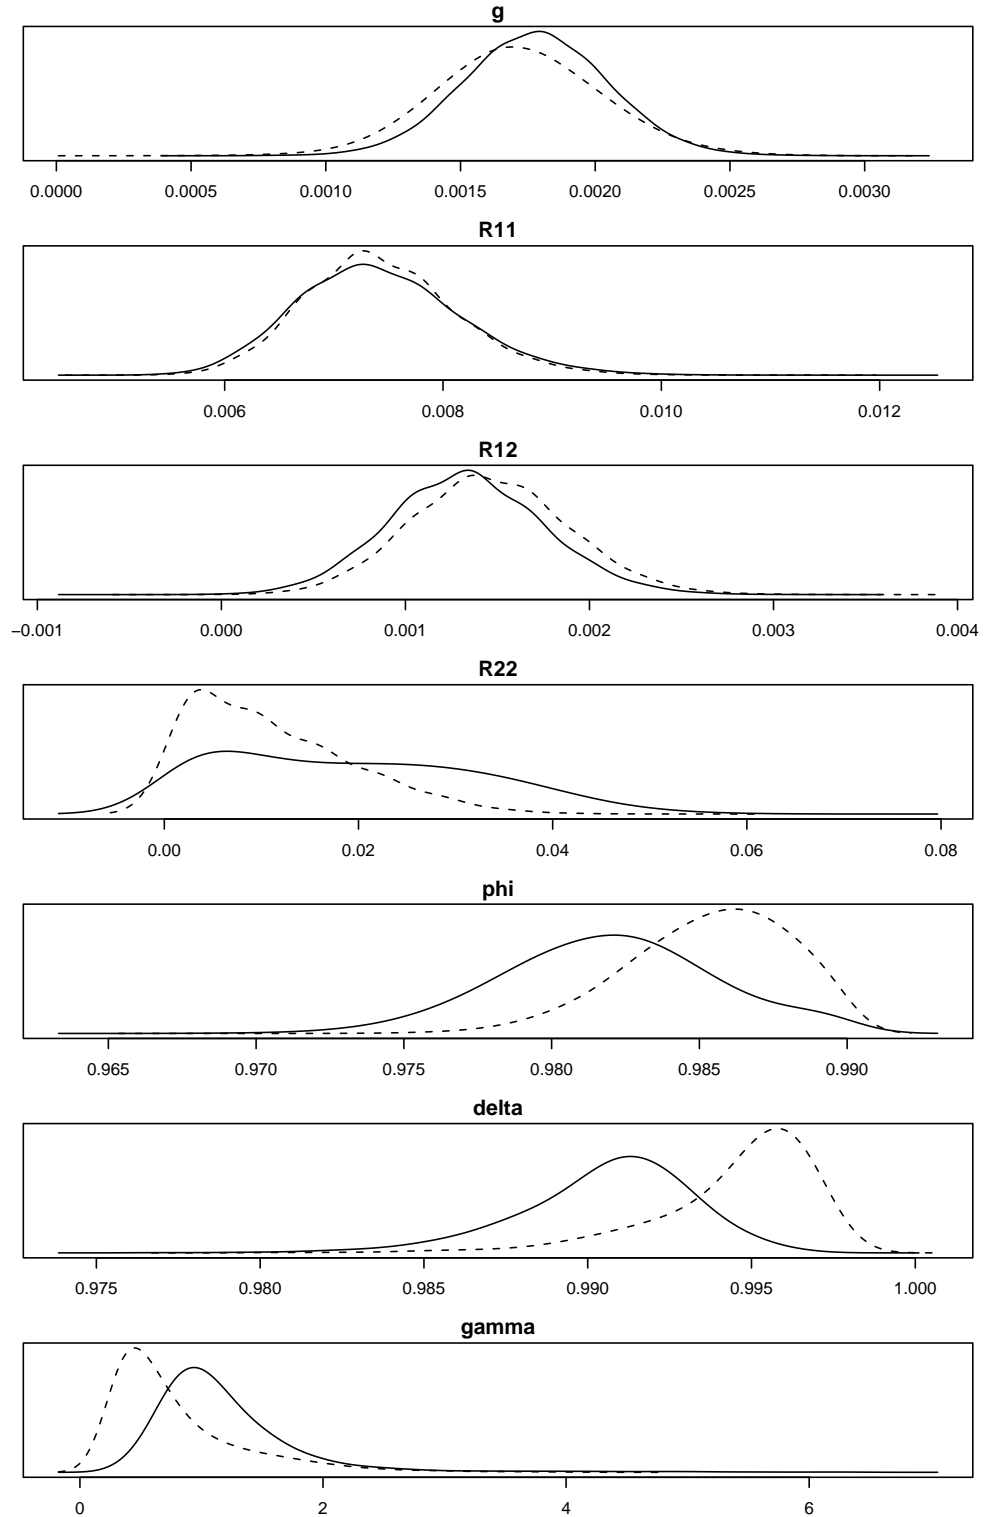 g
0.0000 0.0005 0.0010 0.0015 0.0020 0.0025 0.0030
R11
0.006 0.008 0.010 0.012
R12
−0.001 0.000 0.001 0.002 0.003 0.004
R22
0.00 0.02 0.04 0.06 0.08
phi
0.965 0.970 0.975 0.980 0.985 0.990
delta
0.975 0.980 0.985 0.990 0.995 1.000
gamma
0 2 4 6